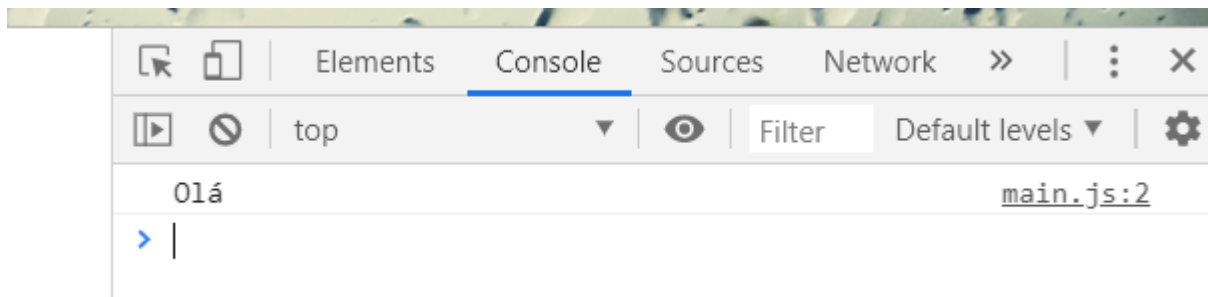 Elements Console Sources Network »
top Filter Default levels
Olá main.js:2
>